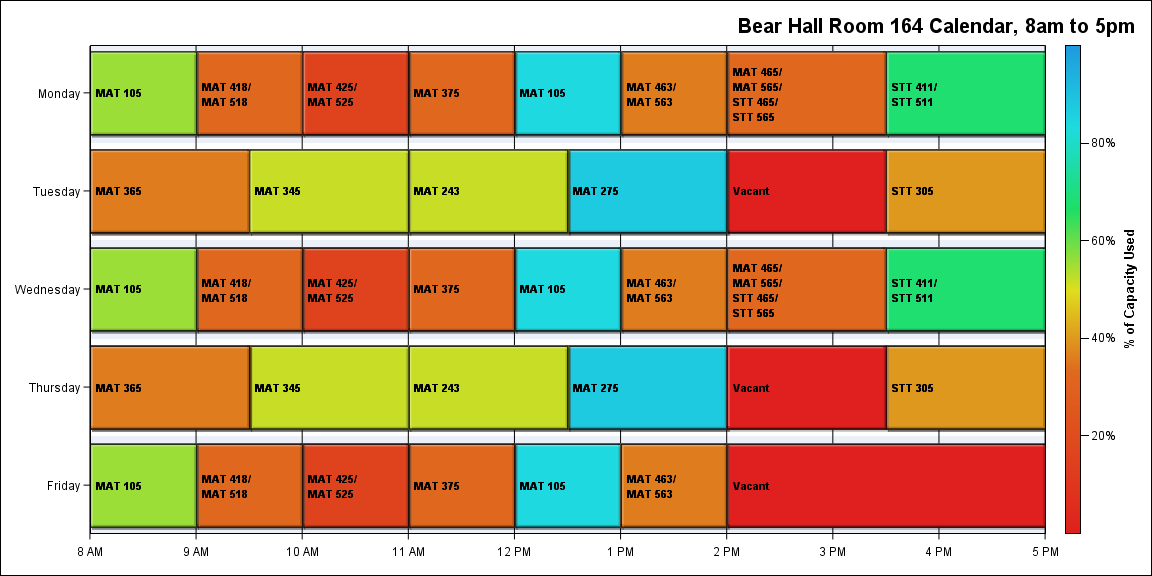 Bear Hall Room 164 Calendar, 8am to 5pm
Monday
MAT 105
MAT 418/
MAT 518
MAT 425/
MAT 525
MAT 375
MAT 105
MAT 463/
MAT 563
MAT 465/
MAT 565/
STT 465/
STT 565
STT 411/
STT 511
Tuesday
MAT 365
MAT 345
MAT 243
MAT 275
Vacant
STT 305
Wednesday
MAT 105
MAT 418/
MAT 518
MAT 425/
MAT 525
MAT 375
MAT 105
MAT 463/
MAT 563
MAT 465/
MAT 565/
STT 465/
STT 565
STT 411/
STT 511
Thursday
MAT 365
MAT 345
MAT 243
MAT 275
Vacant
STT 305
Friday
MAT 105
MAT 418/
MAT 518
MAT 425/
MAT 525
MAT 375
MAT 105
MAT 463/
MAT 563
Vacant
8 AM
9 AM
10 AM
11 AM
12 PM
1 PM
2 PM
3 PM
4 PM
5 PM
80%
60%
40%
20%
% of Capacity Used